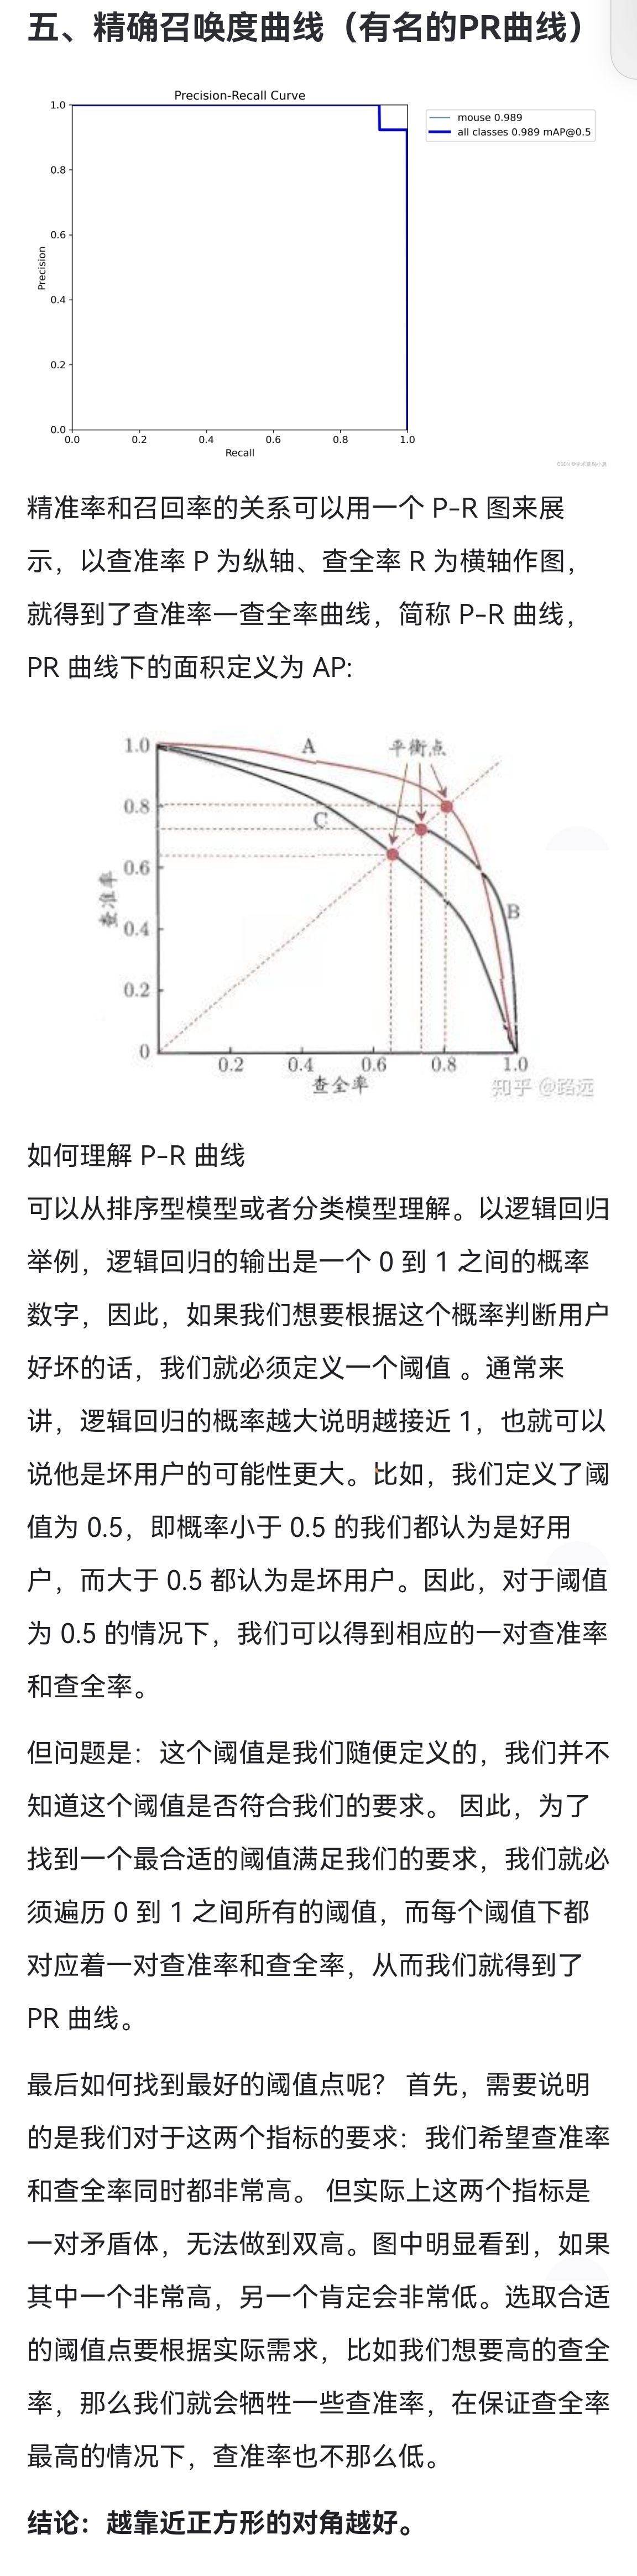 五、精确召唤度曲线（有名的PR曲线）
Precision-Recall Curve
1.0
0.8
0.6
0.4
0.2
0.0
Precision
0.0 0.2 0.4 0.6 0.8 1.0
Recall
mouse 0.989
all classes 0.989 mAP@0.5
精准率和召回率的关系可以用一个 P-R 图来展
示，以查准率 P 为纵轴、查全率 R 为横轴作图，
就得到了查准率—查全率曲线，简称 P-R 曲线，
PR 曲线下的面积定义为 AP:
1.0
0.8
0.6
0.4
0.2
0
查准率
A
平衡点
C
B
0.2 0.4 0.6 0.8 1.0
查全率
知乎 @路远
如何理解 P-R 曲线
可以从排序型模型或者分类模型理解。以逻辑回归
举例，逻辑回归的输出是一个 0 到 1 之间的概率
数字，因此，如果我们想要根据这个概率判断用户
好坏的话，我们就必须定义一个阈值 。通常来
讲，逻辑回归的概率越大说明越接近 1，也就可以
说他是坏用户的可能性更大。比如，我们定义了阈
值为 0.5，即概率小于 0.5 的我们都认为是好用
户，而大于 0.5 都认为是坏用户。因此，对于阈值
为 0.5 的情况下，我们可以得到相应的一对查准率
和查全率。
但问题是：这个阈值是我们随便定义的，我们并不
知道这个阈值是否符合我们的要求。 因此，为了
找到一个最合适的阈值满足我们的要求，我们就必
须遍历 0 到 1 之间所有的阈值，而每个阈值下都
对应着一对查准率和查全率，从而我们就得到了
PR 曲线。
最后如何找到最好的阈值点呢？ 首先，需要说明
的是我们对于这两个指标的要求：我们希望查准率
和查全率同时都非常高。 但实际上这两个指标是
一对矛盾体，无法做到双高。图中明显看到，如果
其中一个非常高，另一个肯定会非常低。选取合适
的阈值点要根据实际需求，比如我们想要高的查全
率，那么我们就会牺牲一些查准率，在保证查全率
最高的情况下，查准率也不那么低。
结论：越靠近正方形的对角越好。